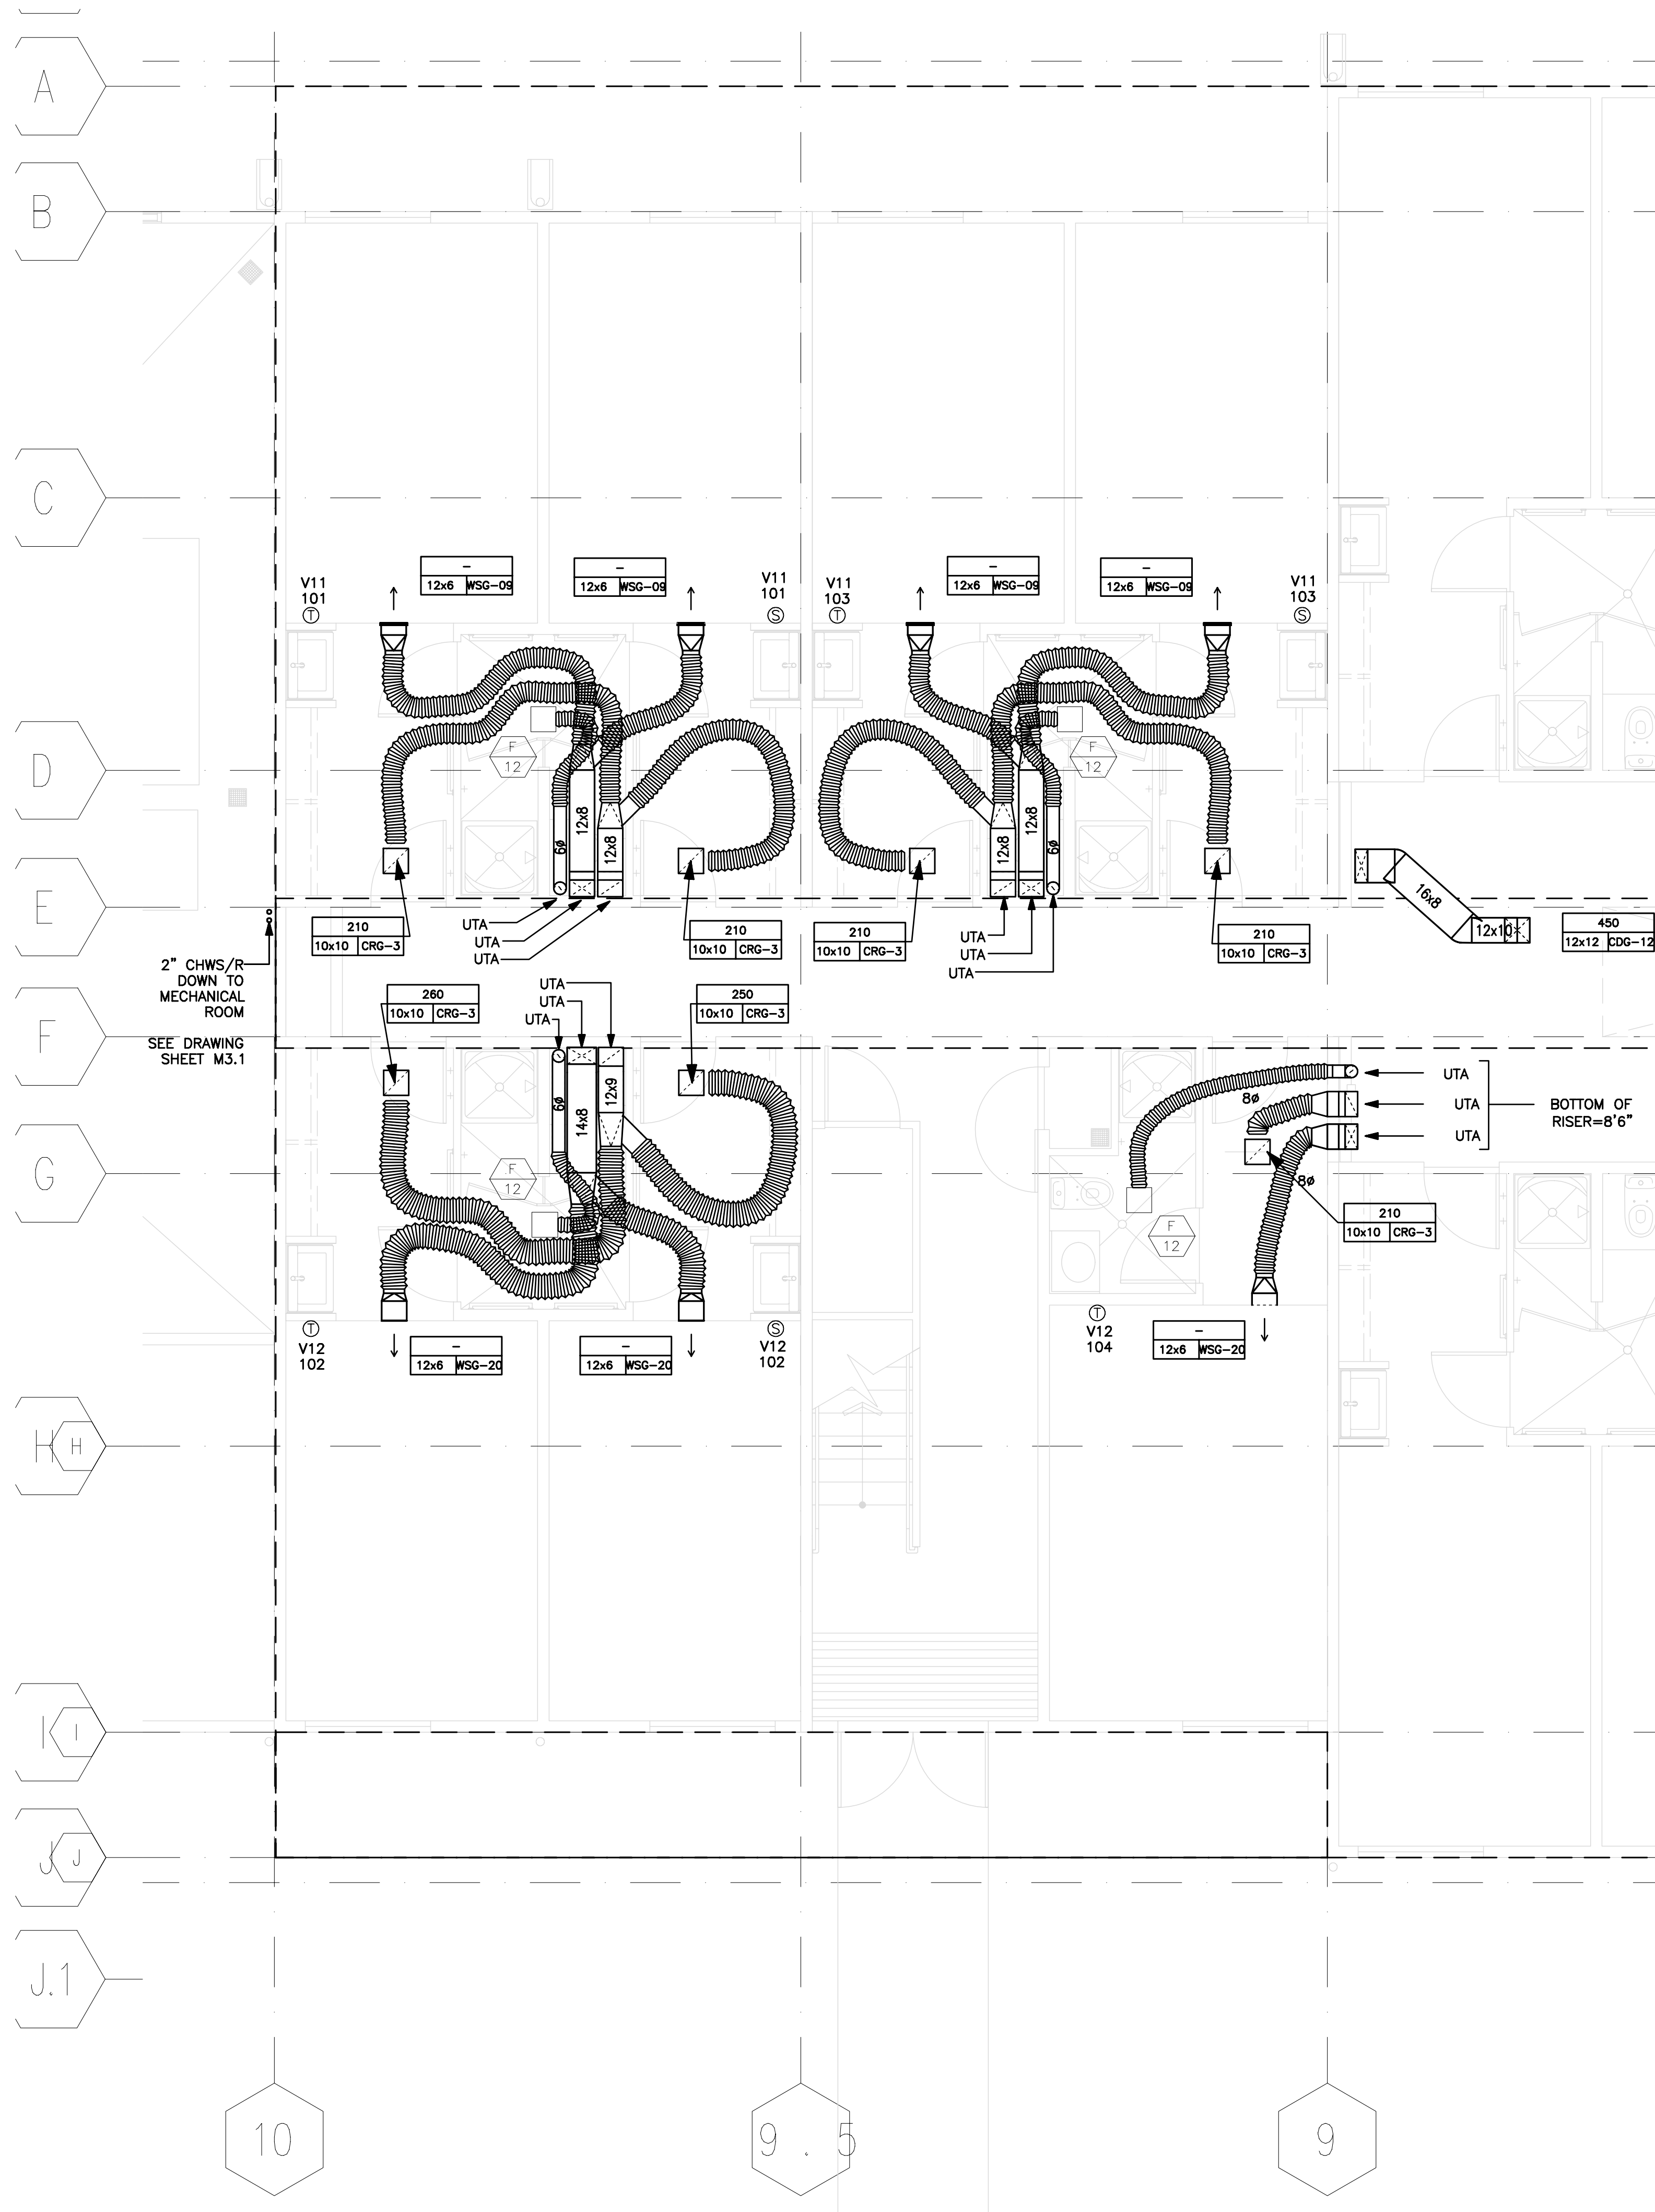 A
B
C
–
12x6 WSG-09
–
12x6 WSG-09
–
12x6 WSG-09
–
12x6 WSG-09
V11
101
T
V11
101
S
V11
103
T
V11
103
S
D
F
12
F
12
12x8
12x8
6ø
12x8
12x8
6ø
E
16x8
12x10
450
12x12 CDG-12
210
10x10 CRG-3
UTA
UTA
UTA
210
10x10 CRG-3
210
10x10 CRG-3
UTA
UTA
UTA
210
10x10 CRG-3
2" CHWS/R
DOWN TO
MECHANICAL
ROOM
SEE DRAWING
SHEET M3.1
F
260
10x10 CRG-3
UTA
UTA
UTA
250
10x10 CRG-3
6ø
14x8
12x9
8ø
UTA
UTA
UTA
BOTTOM OF
RISER=8'6"
G
F
12
8ø
210
10x10 CRG-3
F
12
T
V12
102
–
12x6 WSG-20
–
12x6 WSG-20
S
V12
102
T
V12
104
–
12x6 WSG-20
H
H
I
I
J
J
J.1
10
9.5
9